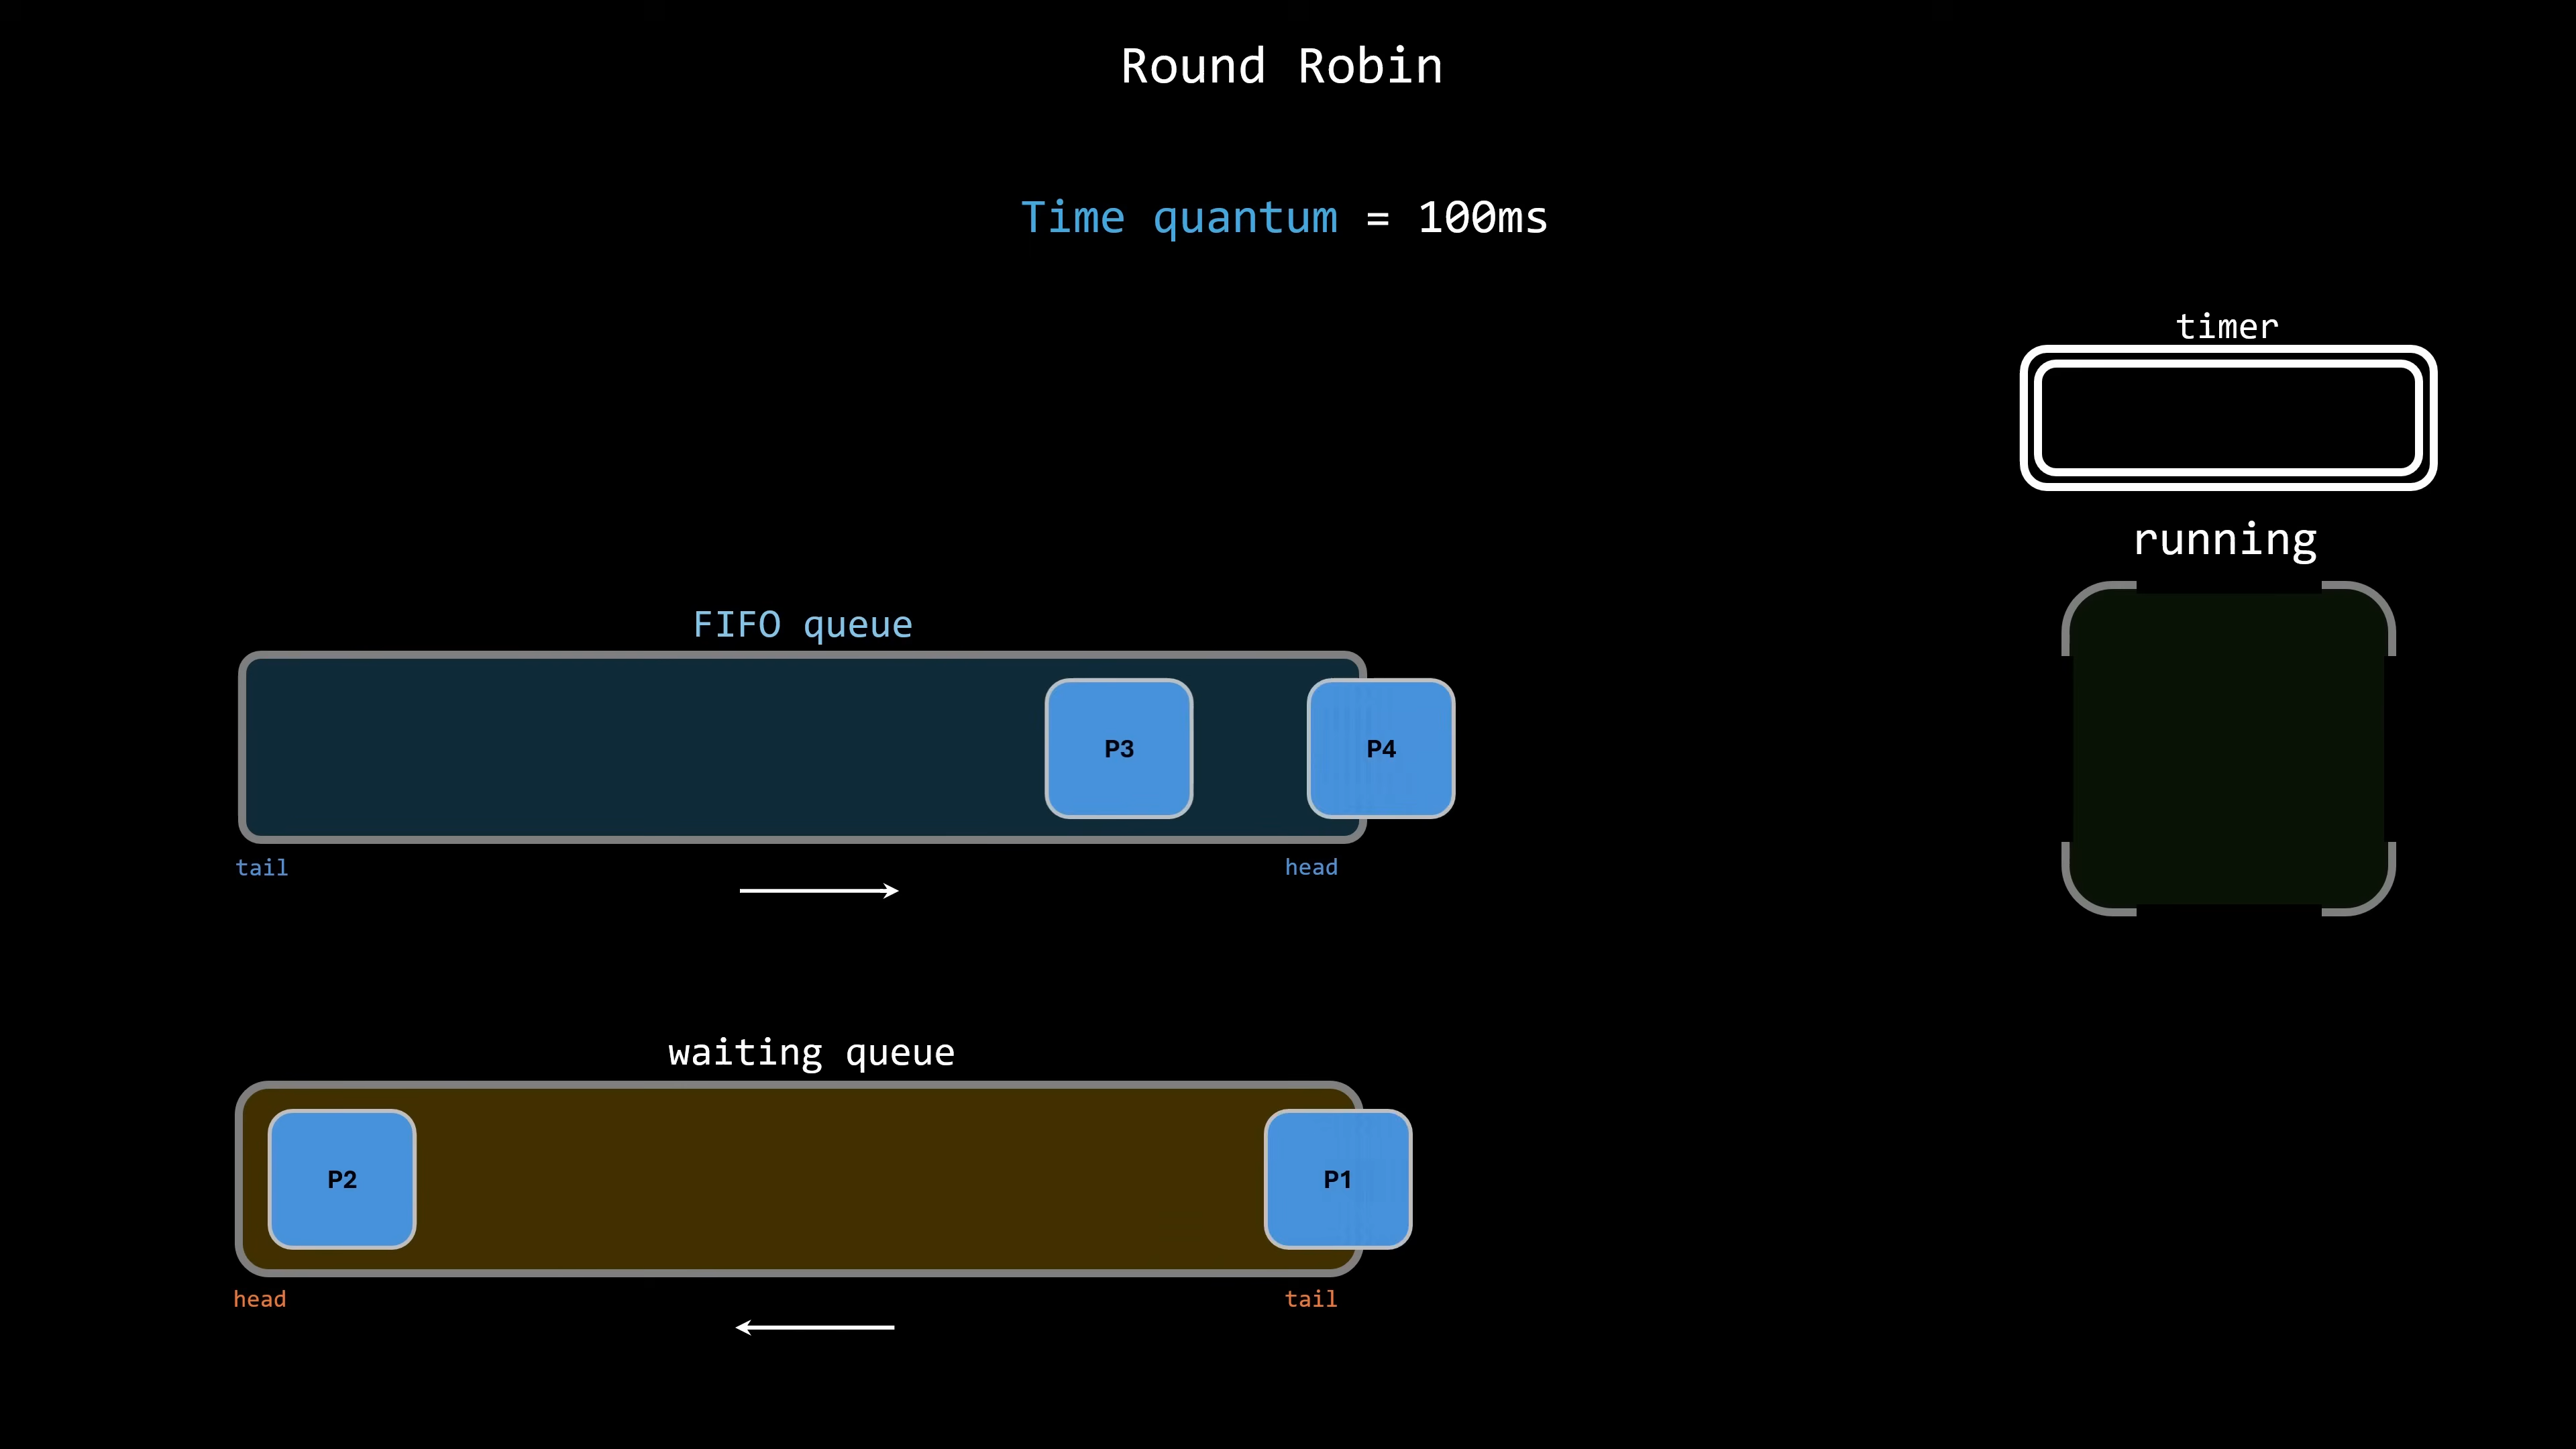 Round Robin
Time quantum = 100ms
timer
running
FIFO queue
P3
P4
tail
head
waiting queue
P2
P1
head
tail